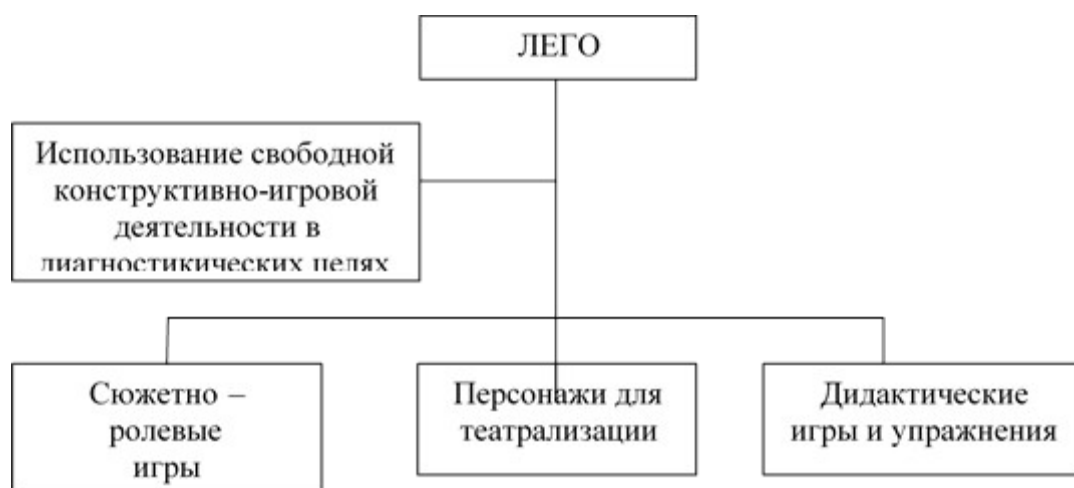 ЛЕГО
Использование свободной
конструктивно-игровой
деятельности в
диагностикических целях
Сюжетно –
ролевые
игры
Персонажи для
театрализации
Дидактические
игры и упражнения